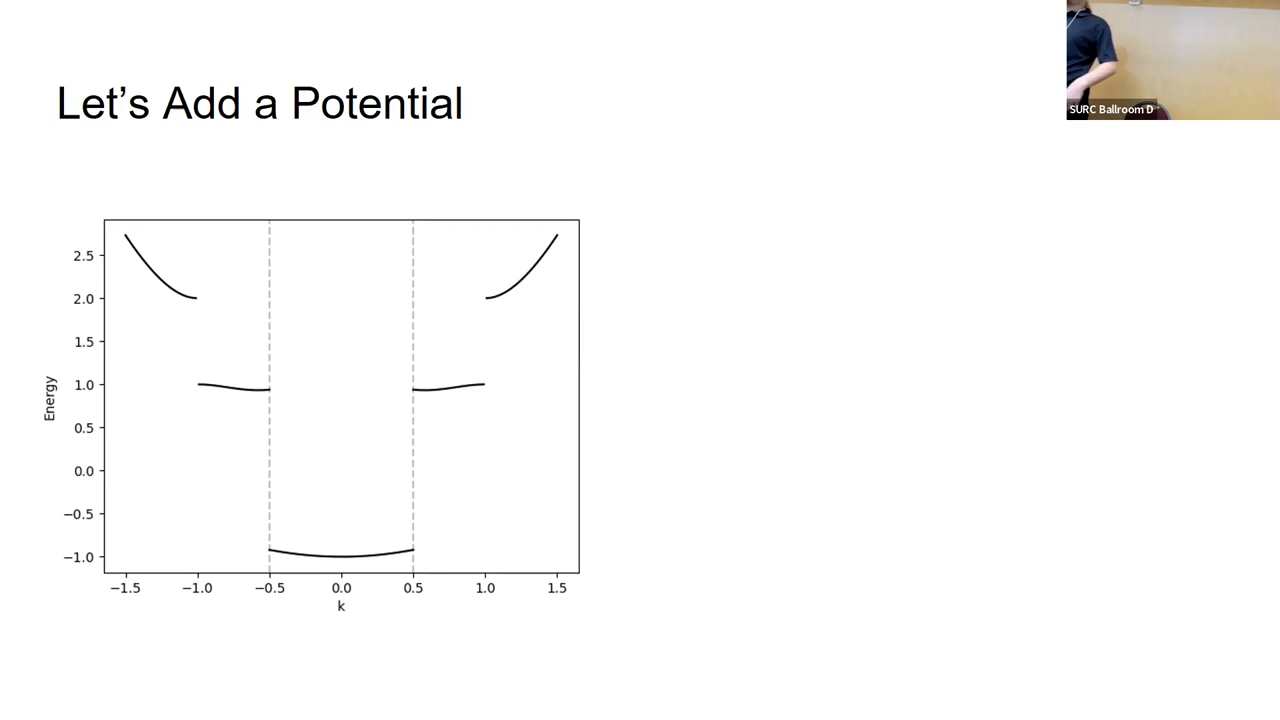 Let's Add a Potential
SURC Ballroom D
2.5
2.0
1.5
1.0
0.5
0.0
−0.5
−1.0
Energy
−1.5 −1.0 −0.5 0.0 0.5 1.0 1.5
k